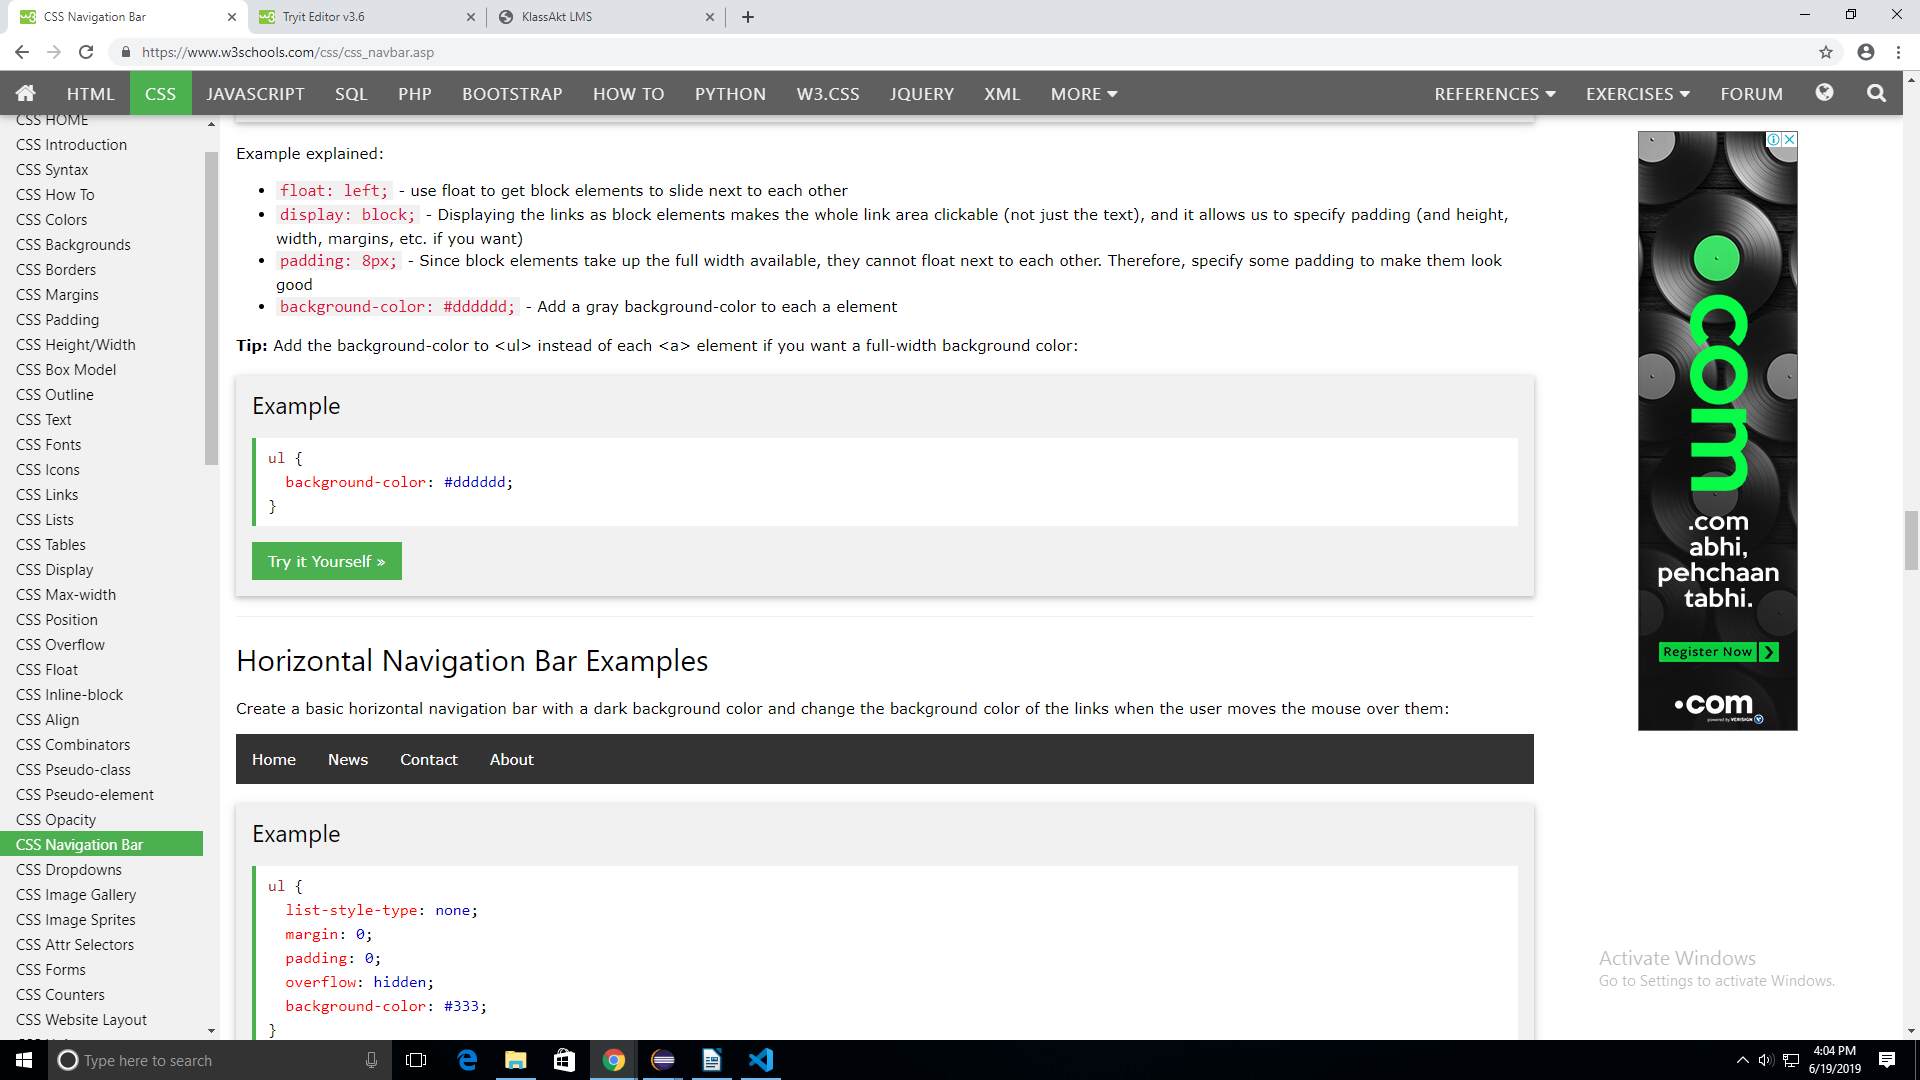 CSS Navigation Bar
Tryit Editor v3.6
KlassAkt LMS
https://www.w3schools.com/css/css_navbar.asp
HTML
CSS
JAVASCRIPT
SQL
PHP
BOOTSTRAP
HOW TO
PYTHON
W3.CSS
JQUERY
XML
MORE
REFERENCES
EXERCISES
FORUM
CSS HOME
CSS Introduction
CSS Syntax
CSS How To
CSS Colors
CSS Backgrounds
CSS Borders
CSS Margins
CSS Padding
CSS Height/Width
CSS Box Model
CSS Outline
CSS Text
CSS Fonts
CSS Icons
CSS Links
CSS Lists
CSS Tables
CSS Display
CSS Max-width
CSS Position
CSS Overflow
CSS Float
CSS Inline-block
CSS Align
CSS Combinators
CSS Pseudo-class
CSS Pseudo-element
CSS Opacity
CSS Navigation Bar
CSS Dropdowns
CSS Image Gallery
CSS Image Sprites
CSS Attr Selectors
CSS Forms
CSS Counters
CSS Website Layout
Example explained:
• float: left; - use float to get block elements to slide next to each other
• display: block; - Displaying the links as block elements makes the whole link area clickable (not just the text), and it allows us to specify padding (and height,
width, margins, etc. if you want)
• padding: 8px; - Since block elements take up the full width available, they cannot float next to each other. Therefore, specify some padding to make them look
good
• background-color: #dddddd; - Add a gray background-color to each a element
Tip: Add the background-color to <ul> instead of each <a> element if you want a full-width background color:
Example
ul {
background-color: #dddddd;
}
Try it Yourself »
Horizontal Navigation Bar Examples
Create a basic horizontal navigation bar with a dark background color and change the background color of the links when the user moves the mouse over them:
Home
News
Contact
About
Example
ul {
list-style-type: none;
margin: 0;
padding: 0;
overflow: hidden;
background-color: #333;
}
.com
.com
abhi,
pehchaan
tabhi.
Register Now
.com
powered by VERISIGN
Activate Windows
Go to Settings to activate Windows.
Type here to search
4:04 PM
6/19/2019